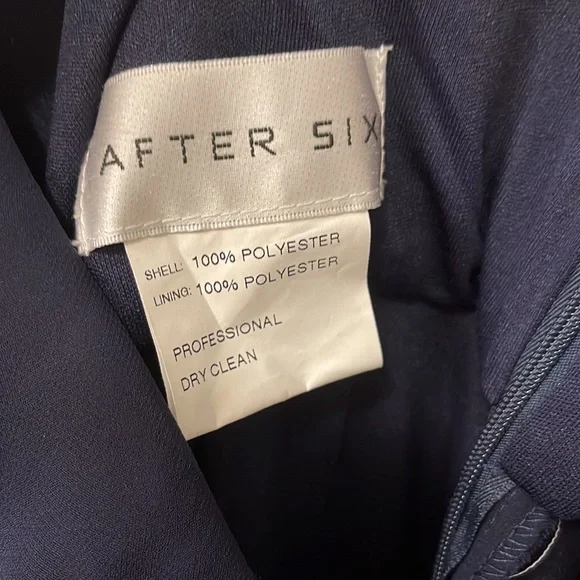 AFTER SIX
SHELL: 100% POLYESTER
LINING: 100% POLYESTER
PROFESSIONAL
DRY CLEAN